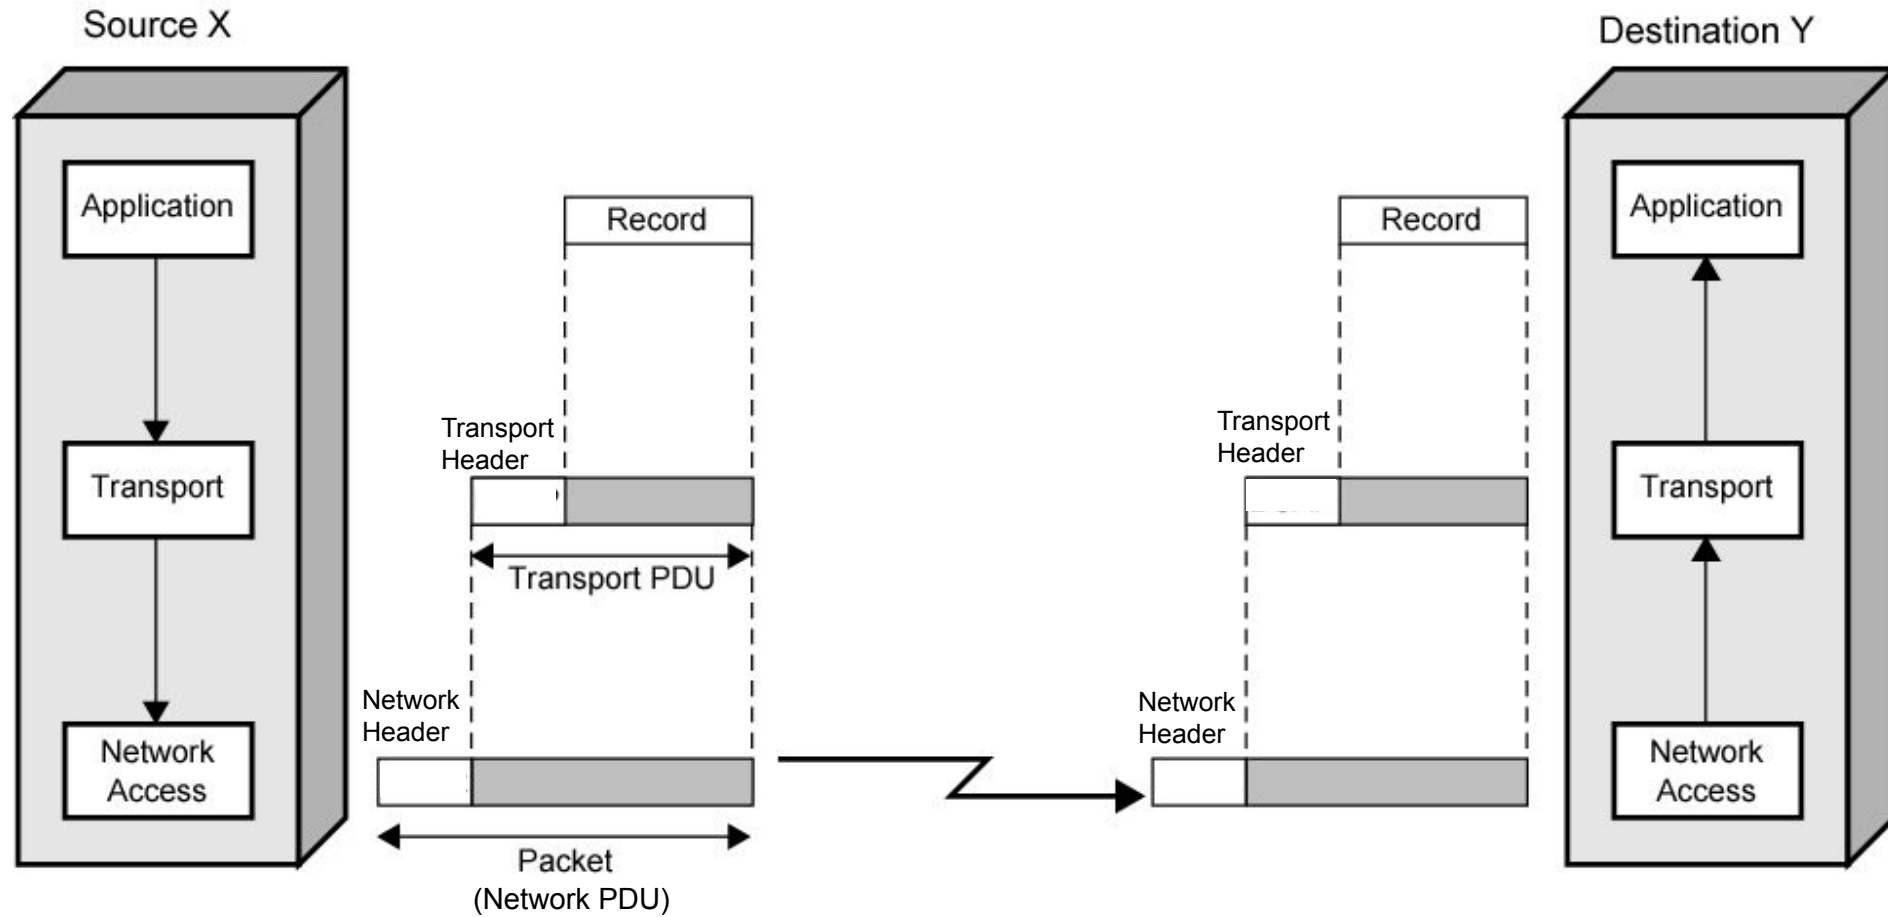 Source X
Destination Y
Application
Record
Record
Application
Transport
Header
Transport
Header
Transport
Transport
Transport PDU
Network
Header
Network
Header
Network
Access
Network
Access
Packet
(Network PDU)